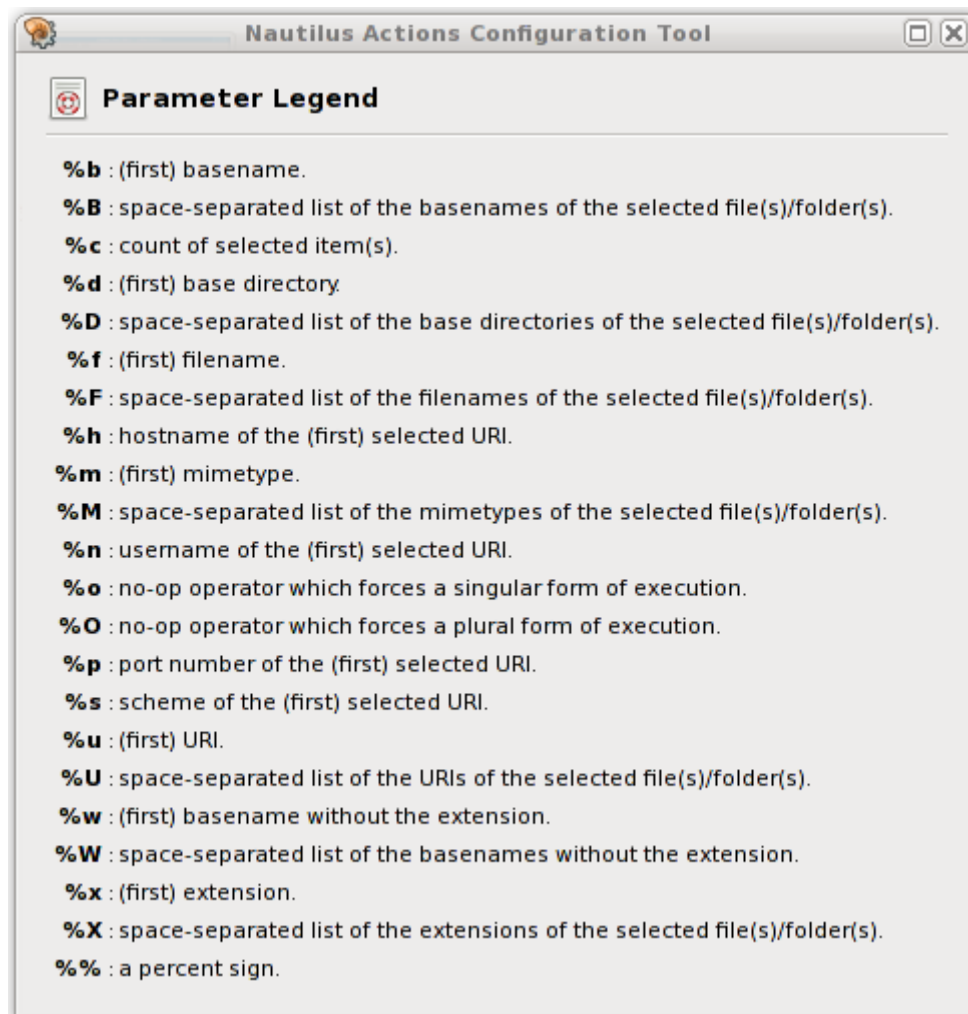 Nautilus Actions Configuration Tool
Parameter Legend
%b : (first) basename.
%B : space-separated list of the basenames of the selected file(s)/folder(s).
%c : count of selected item(s).
%d : (first) base directory.
%D : space-separated list of the base directories of the selected file(s)/folder(s).
%f : (first) filename.
%F : space-separated list of the filenames of the selected file(s)/folder(s).
%h : hostname of the (first) selected URI.
%m : (first) mimetype.
%M : space-separated list of the mimetypes of the selected file(s)/folder(s).
%n : username of the (first) selected URI.
%o : no-op operator which forces a singular form of execution.
%O : no-op operator which forces a plural form of execution.
%p : port number of the (first) selected URI.
%s : scheme of the (first) selected URI.
%u : (first) URI.
%U : space-separated list of the URIs of the selected file(s)/folder(s).
%w : (first) basename without the extension.
%W : space-separated list of the basenames without the extension.
%x : (first) extension.
%X : space-separated list of the extensions of the selected file(s)/folder(s).
%% : a percent sign.